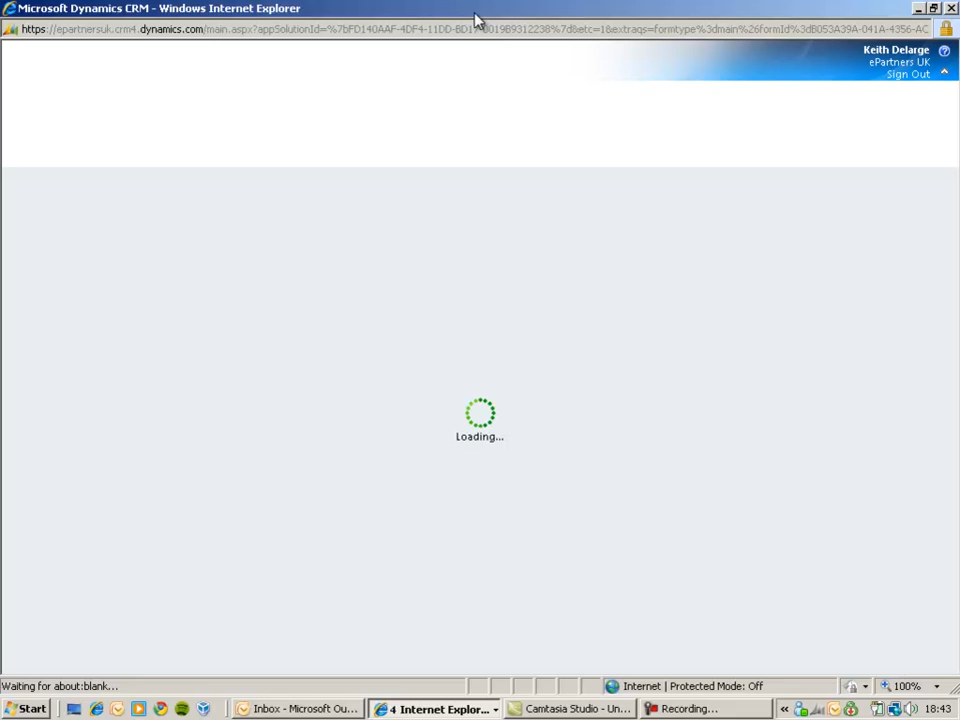 Microsoft Dynamics CRM - Windows Internet Explorer
https://epartnersuk.crm4.dynamics.com/main.aspx?appSolutionId=%7bFD140AAF-4DF4-11DD-BD17-0019B9312238%7d&etc=1&extraqs=formtype%3dmain%26formId%3dB053A39A-041A-4356-AC
Keith Delarge
ePartners UK
Sign Out
Loading...
Waiting for about:blank...
Internet | Protected Mode: Off
100%
Start
Inbox - Microsoft Ou...
4 Internet Explor...
Camtasia Studio - Un...
Recording...
18:43